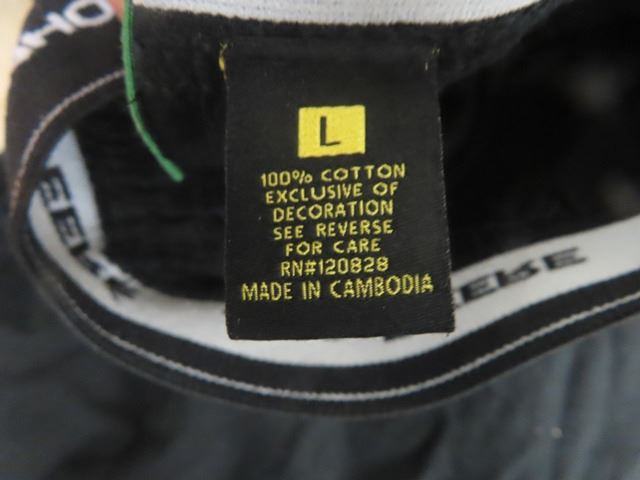 L
100% COTTON
EXCLUSIVE OF
DECORATION
SEE REVERSE
FOR CARE
RN#120828
MADE IN CAMBODIA